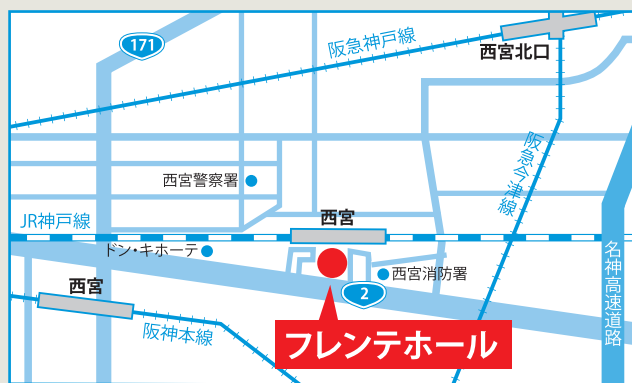 171
阪急神戸線
西宮北口
阪急今津線
西宮警察署
西宮
JR神戸線
ドン・キホーテ
西宮消防署
名神高速道路
西宮
2
阪神本線
フレンテホール